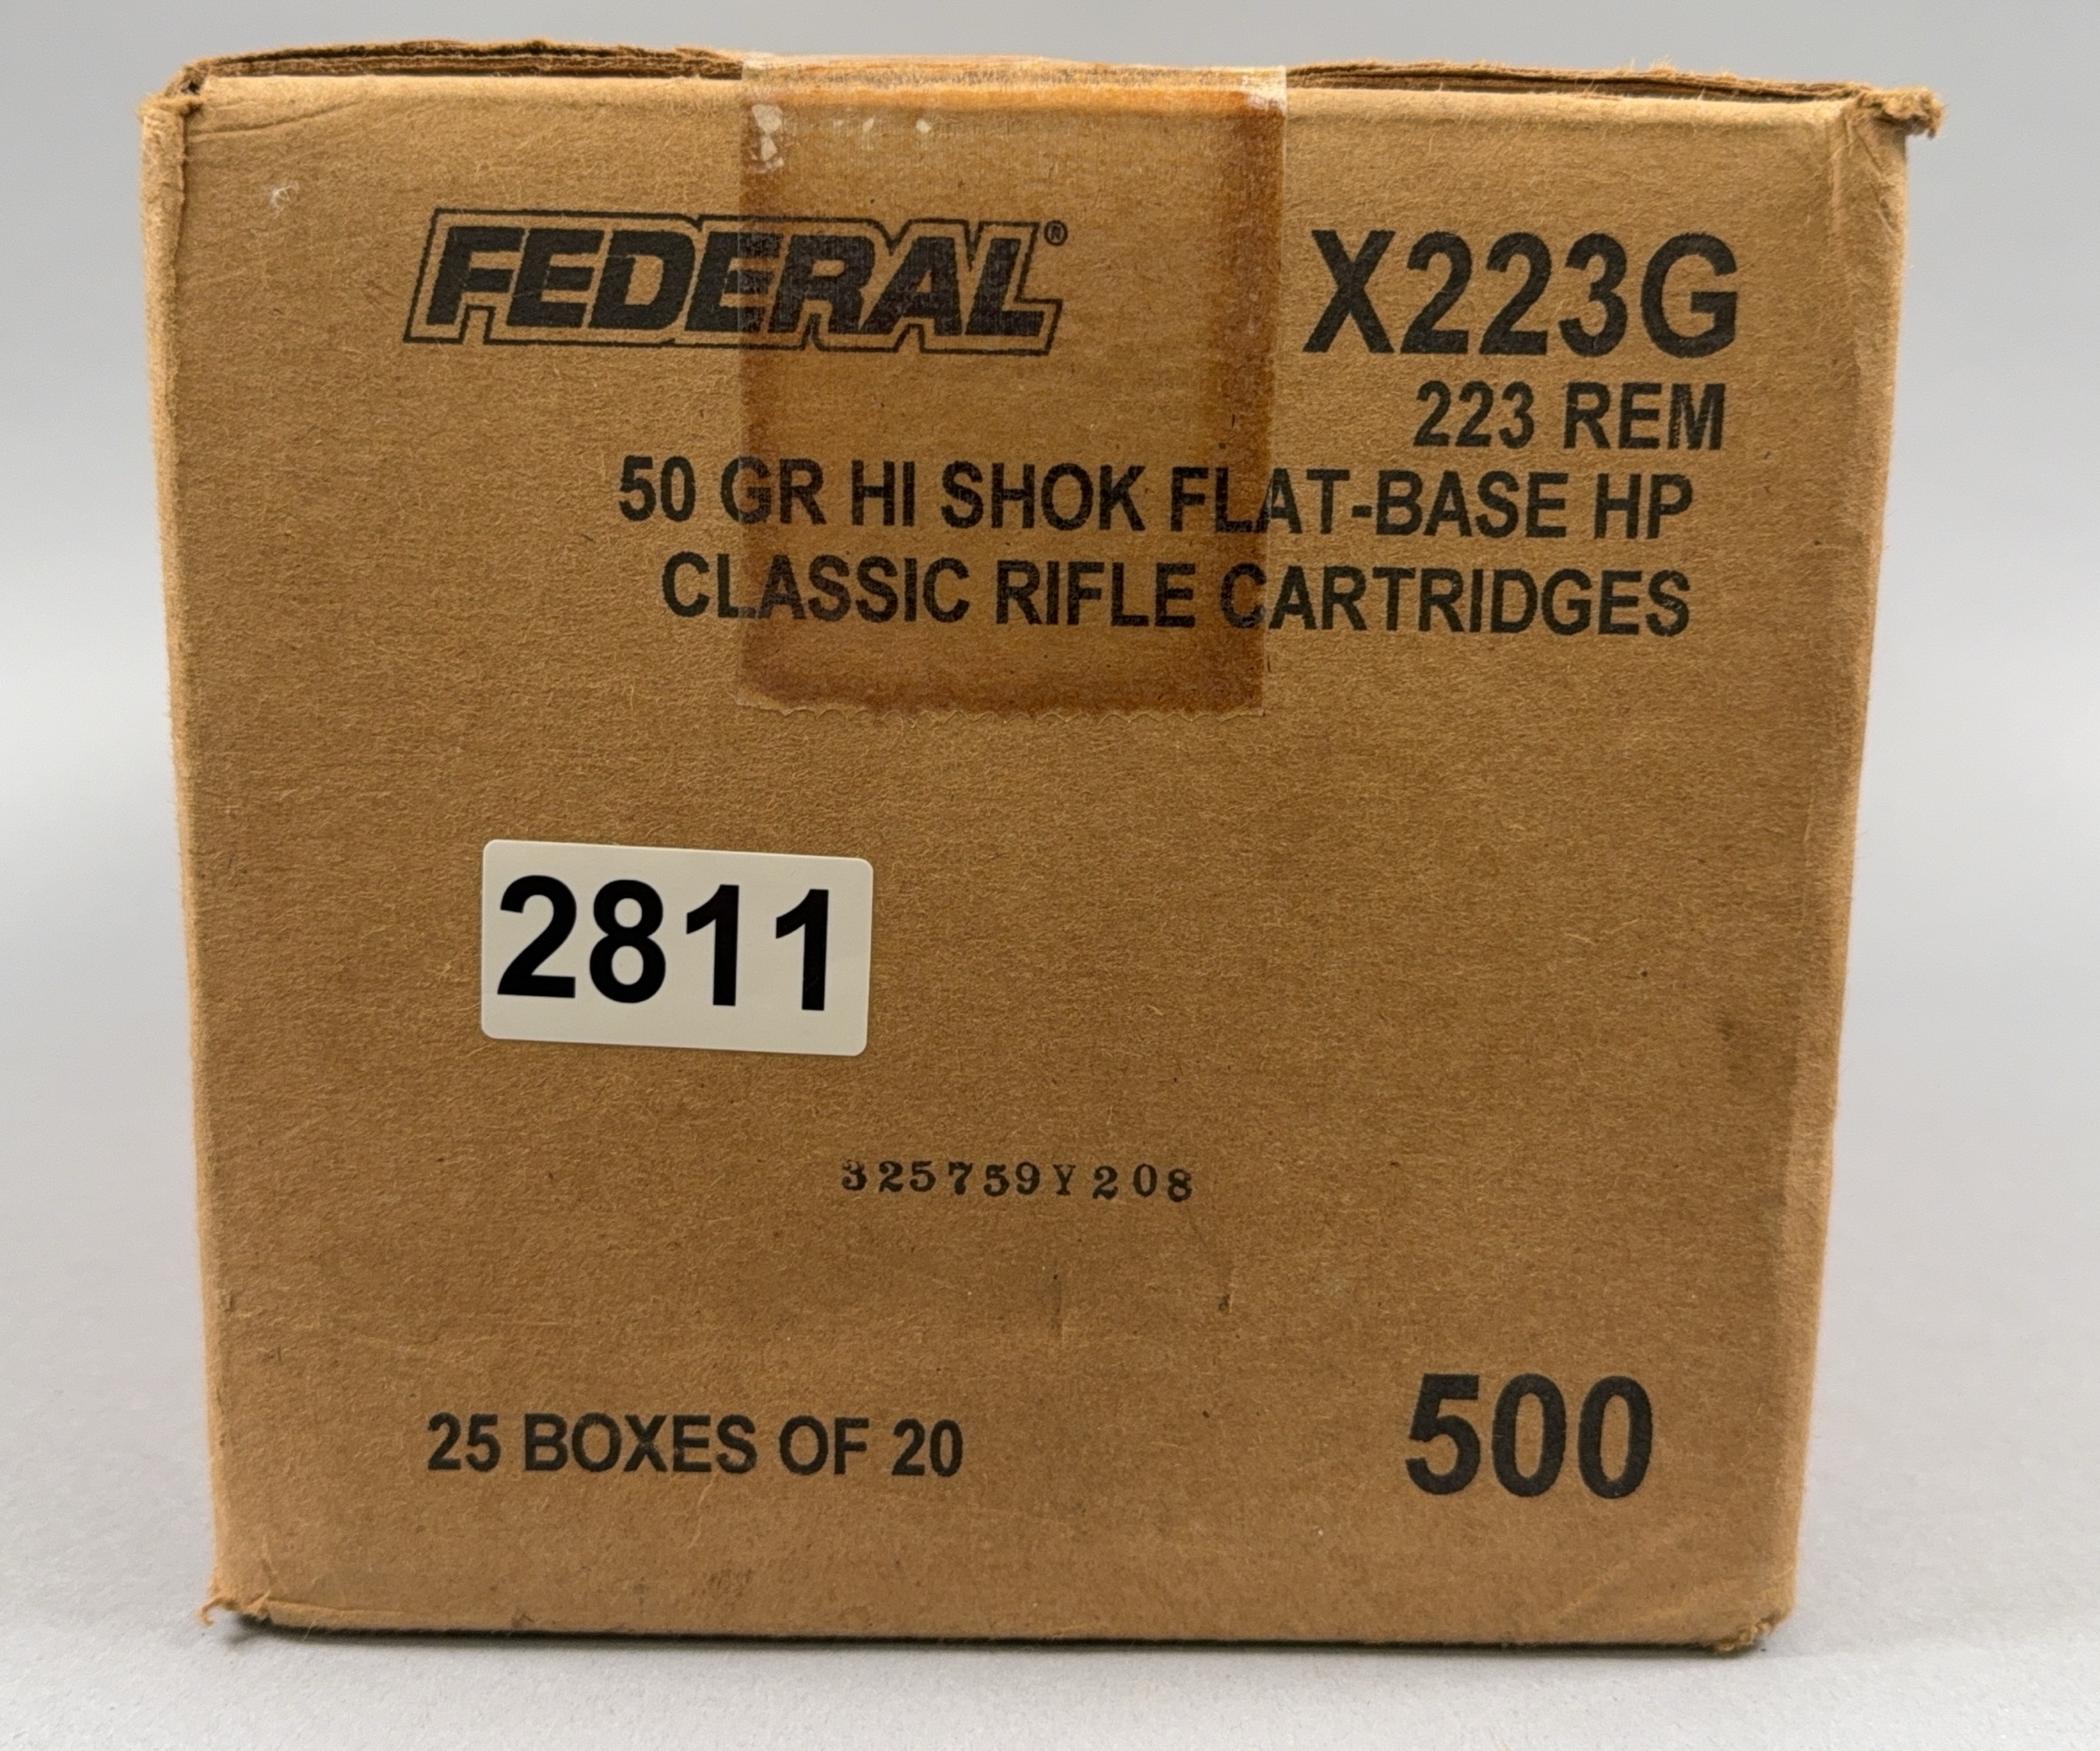 FEDERAL®
X223G
223 REM
50 GR HI SHOK FLAT-BASE HP
CLASSIC RIFLE CARTRIDGES
2811
325759Y208
25 BOXES OF 20
500